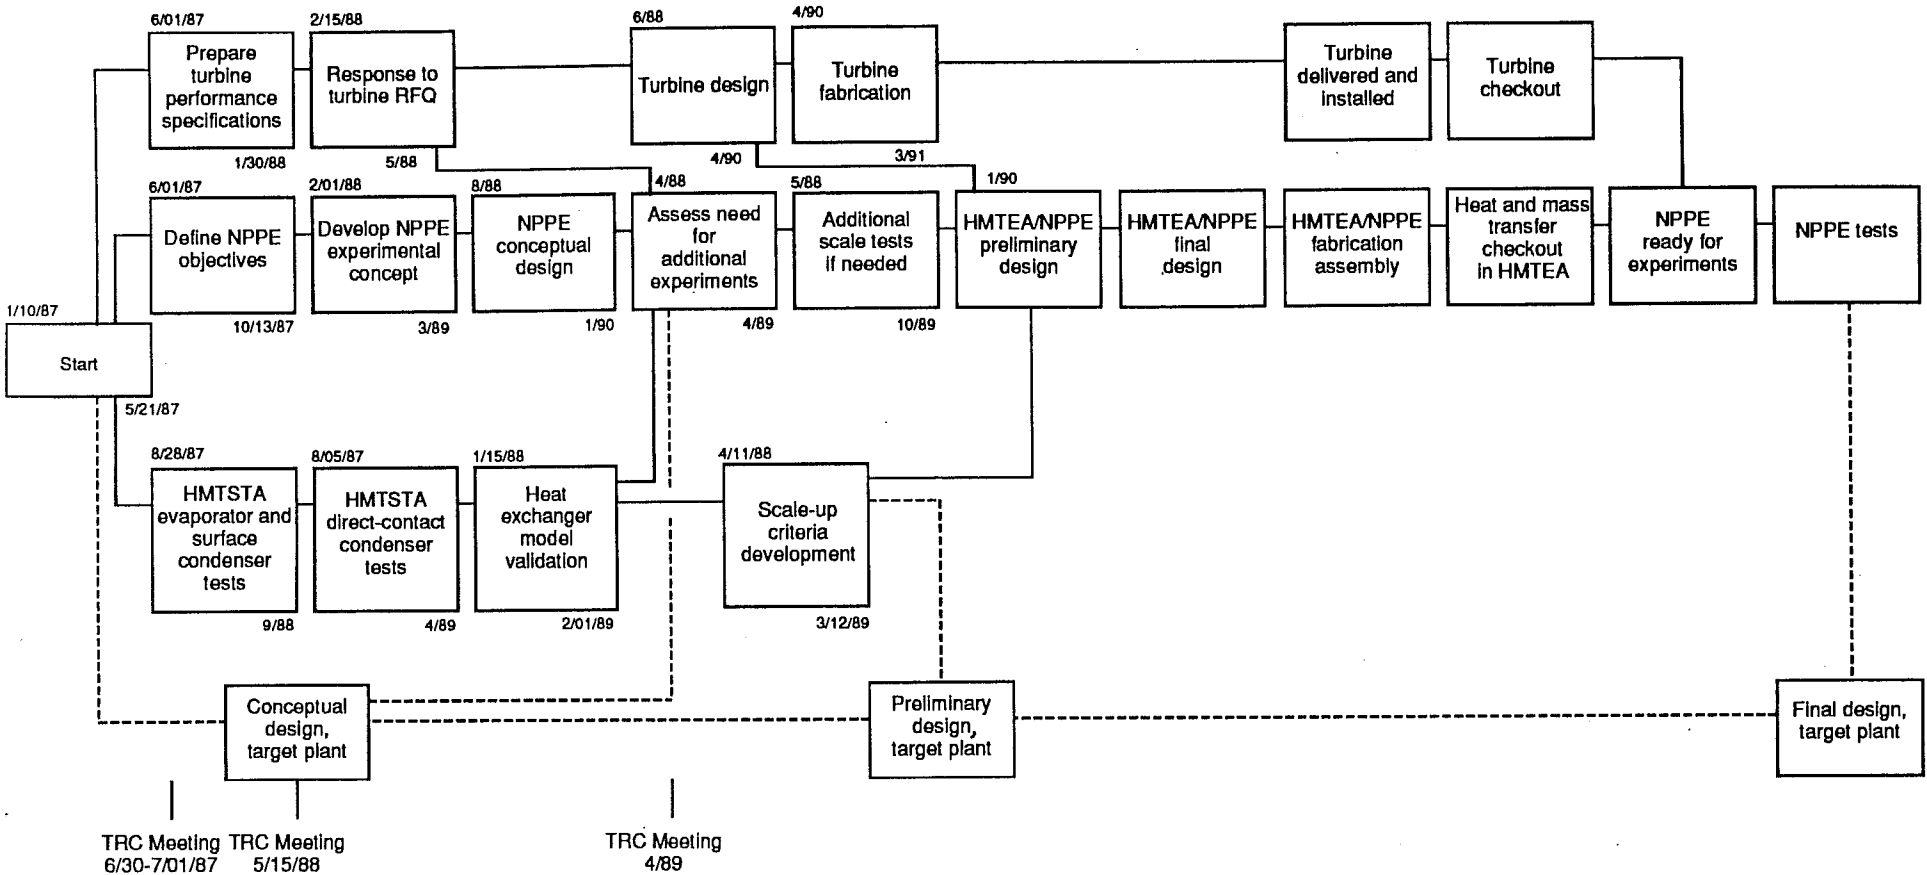 6/01/87
Prepare
turbine
performance
specifications
1/30/88
2/15/88
Response to
turbine RFQ
5/88
6/88
Turbine design
4/90
4/90
Turbine
fabrication
3/91
Turbine
delivered and
installed
Turbine
checkout
6/01/87
Define NPPE
objectives
10/13/87
2/01/88
Develop NPPE
experimental
concept
3/89
8/88
NPPE
conceptual
design
1/90
4/88
Assess need
for
additional
experiments
4/89
5/88
Additional
scale tests
if needed
10/89
1/90
HMTEA/NPPE
preliminary
design
HMTEA/NPPE
final
design
HMTEA/NPPE
fabrication
assembly
Heat and mass
transfer
checkout
in HMTEA
NPPE
ready for
experiments
NPPE tests
1/10/87
Start
5/21/87
8/28/87
HMTSTA
evaporator and
surface
condenser
tests
9/88
8/05/87
HMTSTA
direct-contact
condenser
tests
4/89
1/15/88
Heat
exchanger
model
validation
2/01/89
4/11/88
Scale-up
criteria
development
3/12/89
Conceptual
design,
target plant
Preliminary
design,
target plant
Final design,
target plant
TRC Meeting
6/30-7/01/87
TRC Meeting
5/15/88
TRC Meeting
4/89